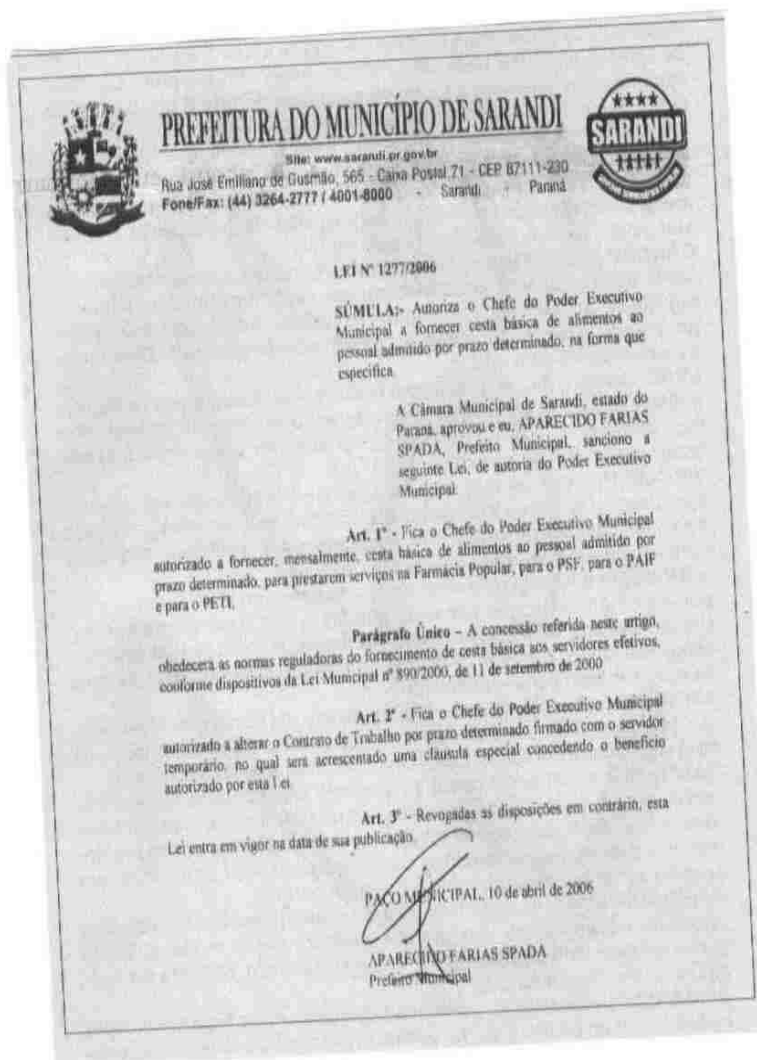 PREFEITURA DO MUNICÍPIO DE SARANDI
Site: www.sarandi.pr.gov.br
Rua José Emiliano de Gusmão, 565 - Caixa Postal 71 - CEP 87111-230
Fone/Fax: (44) 3264-2777 / 4001-8000 - Sarandi - Paraná
SARANDI
LEI Nº 1277/2006
SÚMULA:- Autoriza o Chefe do Poder Executivo
Municipal a fornecer cesta básica de alimentos ao
pessoal admitido por prazo determinado, na forma que
especifica.
A Câmara Municipal de Sarandi, estado do
Paraná, aprovou e eu, APARECIDO FARIAS
SPADA, Prefeito Municipal, sanciono a
seguinte Lei, de autoria do Poder Executivo
Municipal:
Art. 1º - Fica o Chefe do Poder Executivo Municipal
autorizado a fornecer, mensalmente, cesta básica de alimentos ao pessoal admitido por
prazo determinado, para prestarem serviços na Farmácia Popular, para o PSF, para o PAIF
e para o PETI.
Parágrafo Único – A concessão referida neste artigo,
obedecerá as normas reguladoras do fornecimento de cesta básica aos servidores efetivos,
conforme dispositivos da Lei Municipal nº 890/2000, de 11 de setembro de 2000
Art. 2º - Fica o Chefe do Poder Executivo Municipal
autorizado a alterar o Contrato de Trabalho por prazo determinado firmado com o servidor
temporário, no qual será acrescentado uma cláusula especial concedendo o benefício
autorizado por esta Lei.
Art. 3º - Revogadas as disposições em contrário, esta
Lei entra em vigor na data de sua publicação.
PAÇO MUNICIPAL, 10 de abril de 2006
APARECIDO FARIAS SPADA
Prefeito Municipal